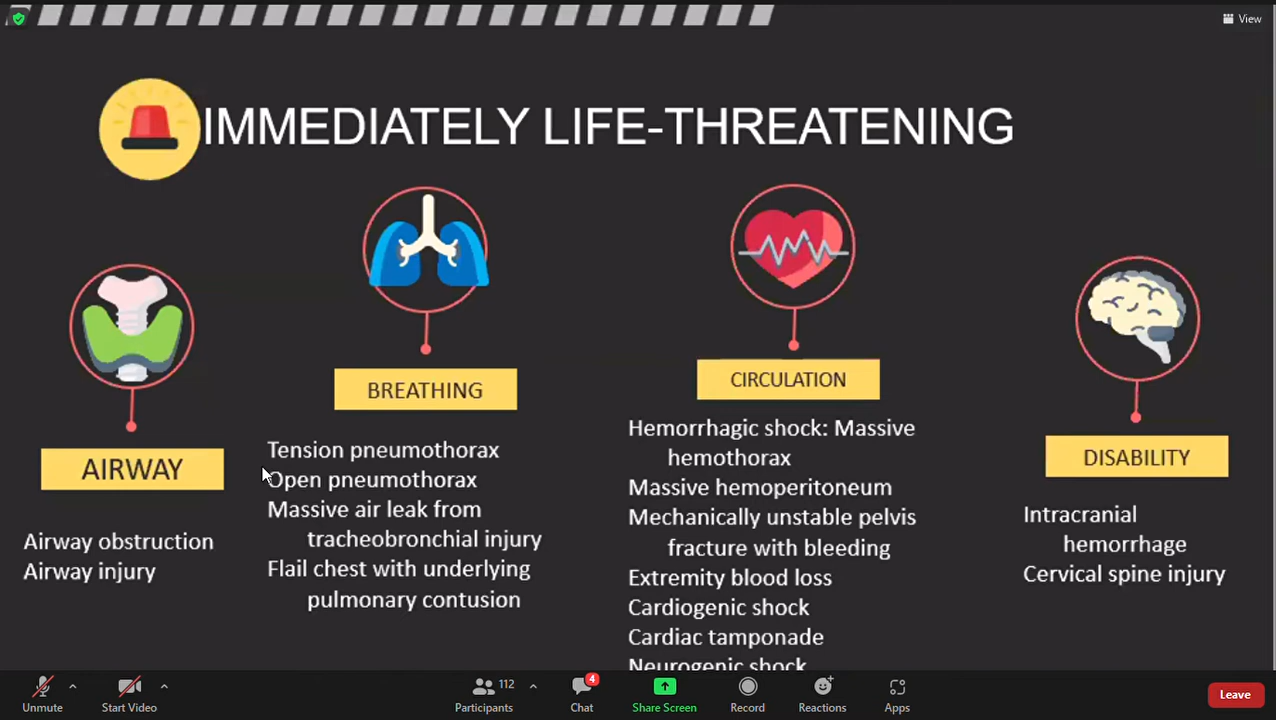 View
IMMEDIATELY LIFE-THREATENING
AIRWAY
Airway obstruction
Airway injury
BREATHING
Tension pneumothorax
Open pneumothorax
Massive air leak from
tracheobronchial injury
Flail chest with underlying
pulmonary contusion
CIRCULATION
Hemorrhagic shock: Massive
hemothorax
Massive hemoperitoneum
Mechanically unstable pelvis
fracture with bleeding
Extremity blood loss
Cardiogenic shock
Cardiac tamponade
Neurogenic shock
DISABILITY
Intracranial
hemorrhage
Cervical spine injury
Unmute
Start Video
112
Participants
4
Chat
Share Screen
Record
Reactions
Apps
Leave